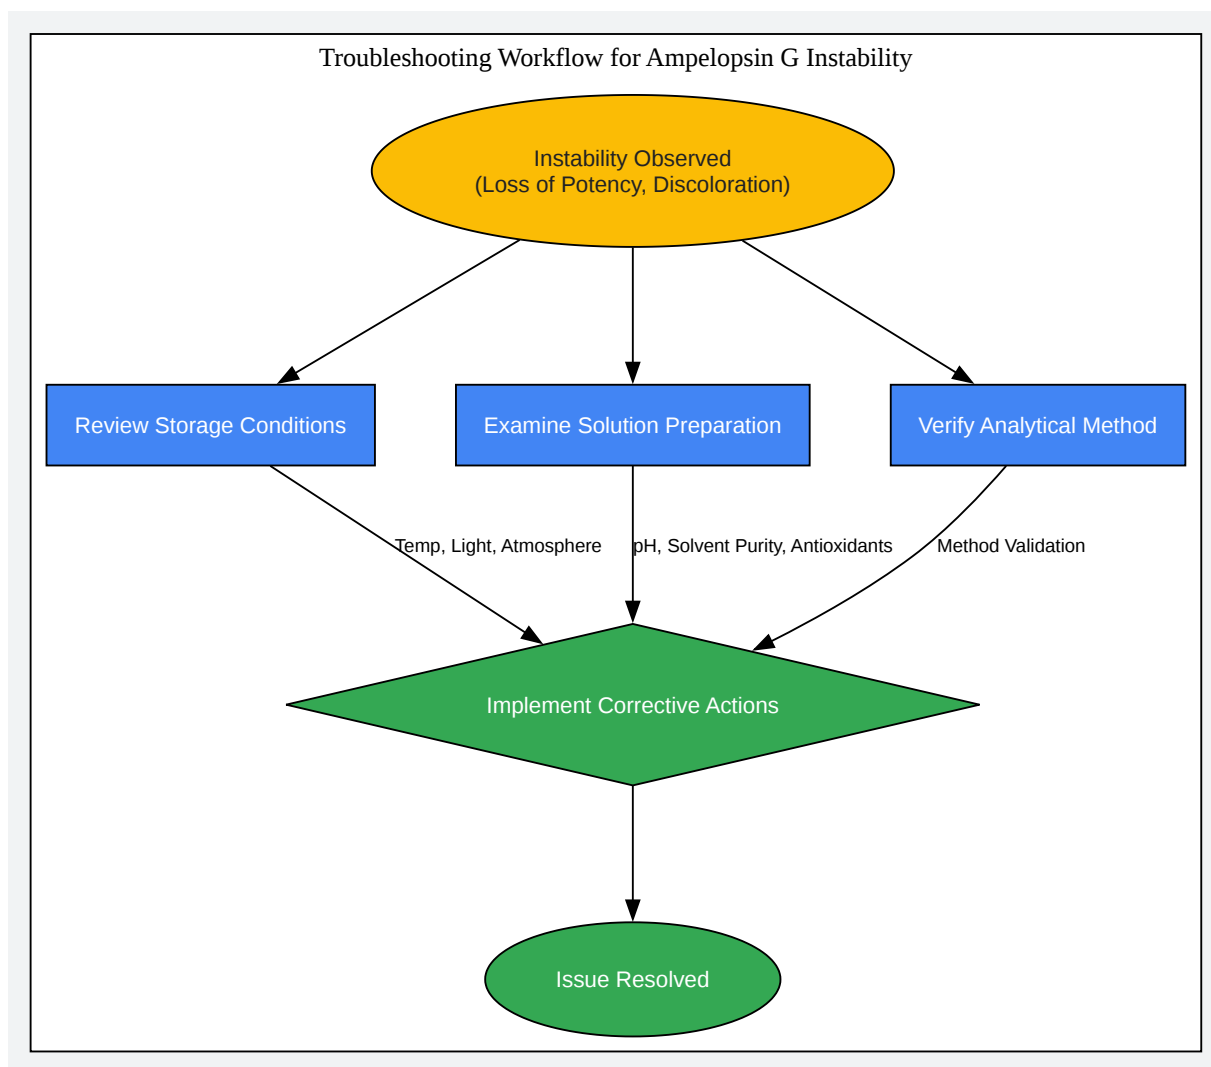 Troubleshooting Workflow for Ampelopsin G Instability
Instability Observed
(Loss of Potency, Discoloration)
Review Storage Conditions
Examine Solution Preparation
Verify Analytical Method
Temp, Light, Atmosphere
pH, Solvent Purity, Antioxidants
Method Validation
Implement Corrective Actions
Issue Resolved